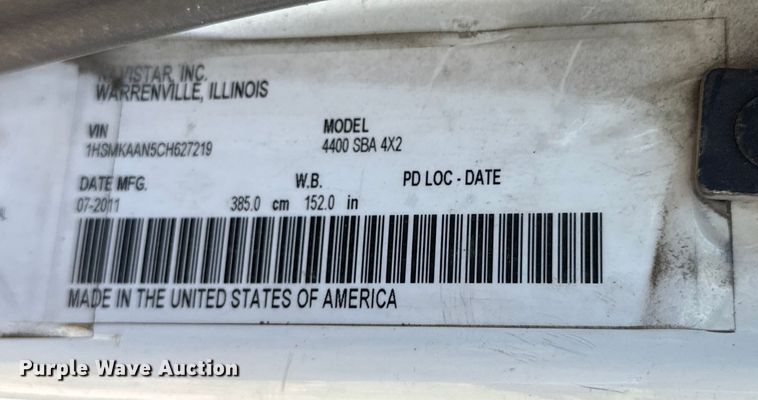 NAVISTAR, INC.
WARRENVILLE, ILLINOIS
VIN MODEL
1HSMKAAN5CH627219 4400 SBA 4X2
DATE MFG. W.B. PD LOC - DATE
07-2011 385.0 cm 152.0 in
MADE IN THE UNITED STATES OF AMERICA
Purple Wave Auction